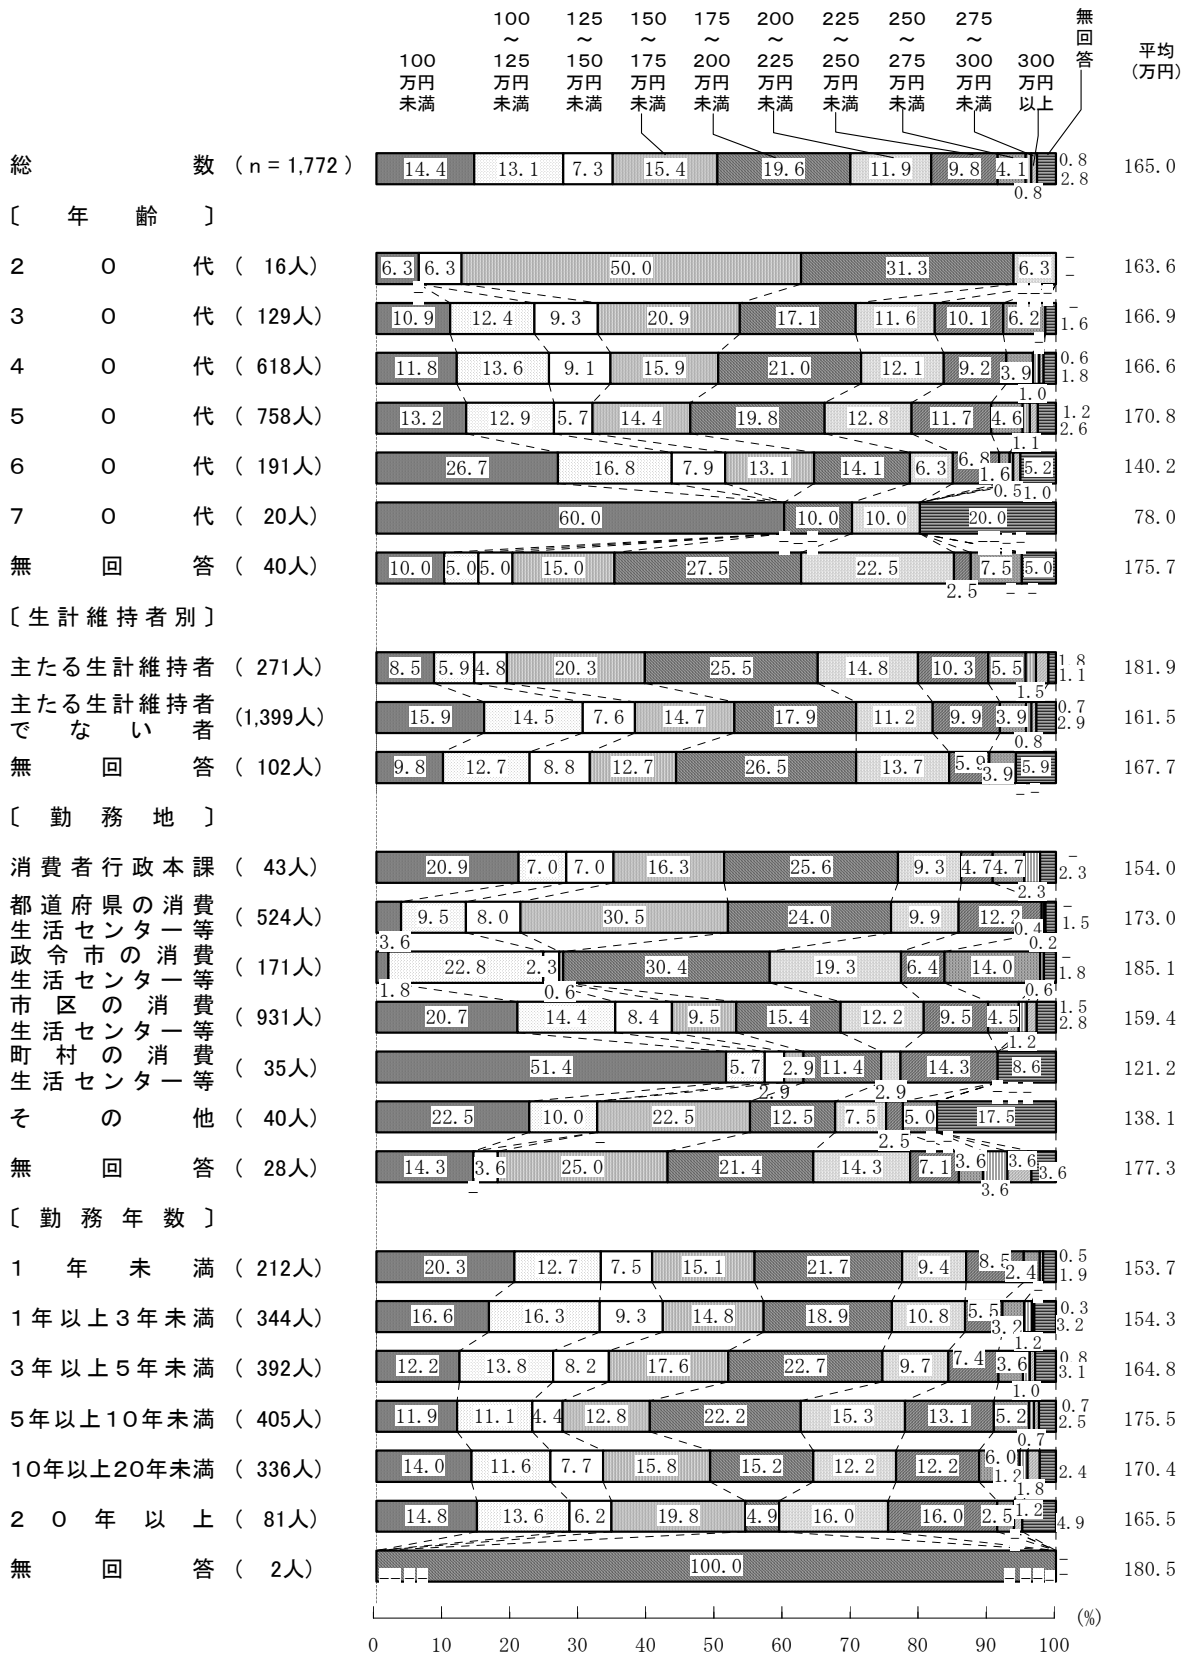 100 125 150 175 200 225 250 275 無
～ ～ ～ ～ ～ ～ ～ ～ 回
100 125 150 175 200 225 250 275 300 300 答 平均
万円 万円 万円 万円 万円 万円 万円 万円 万円 万円 (万円)
未満 未満 未満 未満 未満 未満 未満 未満 未満 以上
総数 ( n = 1,772 ) 14.4 13.1 7.3 15.4 19.6 11.9 9.8 4.1 0.8 0.8 2.8 165.0
〔年齢〕
２０代 ( 16人) 6.3 6.3 50.0 31.3 6.3 - - 163.6
３０代 ( 129人) 10.9 12.4 9.3 20.9 17.1 11.6 10.1 6.2 - 1.6 166.9
４０代 ( 618人) 11.8 13.6 9.1 15.9 21.0 12.1 9.2 3.9 1.0 0.6 1.8 166.6
５０代 ( 758人) 13.2 12.9 5.7 14.4 19.8 12.8 11.7 4.6 1.1 1.2 2.6 170.8
６０代 ( 191人) 26.7 16.8 7.9 13.1 14.1 6.3 6.8 1.6 0.5 1.0 5.2 140.2
７０代 ( 20人) 60.0 10.0 10.0 20.0 78.0
無回答 ( 40人) 10.0 5.0 5.0 15.0 27.5 22.5 2.5 7.5 - - 5.0 175.7
〔生計維持者別〕
主たる生計維持者 ( 271人) 8.5 5.9 4.8 20.3 25.5 14.8 10.3 5.5 1.5 1.8 1.1 181.9
主たる生計維持者
でない者 (1,399人) 15.9 14.5 7.6 14.7 17.9 11.2 9.9 3.9 0.8 0.7 2.9 161.5
無回答 ( 102人) 9.8 12.7 8.8 12.7 26.5 13.7 5.9 3.9 - - 5.9 167.7
〔勤務地〕
消費者行政本課 ( 43人) 20.9 7.0 7.0 16.3 25.6 9.3 4.7 4.7 2.3 - 2.3 154.0
都道府県の消費
生活センター等 ( 524人) 3.6 9.5 8.0 30.5 24.0 9.9 12.2 0.4 0.2 - 1.5 173.0
政令市の消費
生活センター等 ( 171人) 1.8 22.8 2.3 0.6 30.4 19.3 6.4 14.0 0.6 - 1.8 185.1
市区の消費
生活センター等 ( 931人) 20.7 14.4 8.4 9.5 15.4 12.2 9.5 4.5 1.2 1.5 2.8 159.4
町村の消費
生活センター等 ( 35人) 51.4 5.7 2.9 2.9 11.4 2.9 14.3 - - - 8.6 121.2
その他 ( 40人) 22.5 10.0 - 22.5 12.5 7.5 2.5 5.0 - - 17.5 138.1
無回答 ( 28人) 14.3 - 3.6 25.0 21.4 14.3 7.1 3.6 3.6 3.6 3.6 177.3
〔勤務年数〕
１年未満 ( 212人) 20.3 12.7 7.5 15.1 21.7 9.4 8.5 2.4 - 0.5 1.9 153.7
１年以上３年未満 ( 344人) 16.6 16.3 9.3 14.8 18.9 10.8 5.5 3.2 1.2 0.3 3.2 154.3
３年以上５年未満 ( 392人) 12.2 13.8 8.2 17.6 22.7 9.7 7.4 3.6 1.0 0.8 3.1 164.8
５年以上１０年未満 ( 405人) 11.9 11.1 4.4 12.8 22.2 15.3 13.1 5.2 0.7 0.7 2.5 175.5
１０年以上２０年未満 ( 336人) 14.0 11.6 7.7 15.8 15.2 12.2 12.2 6.0 1.2 1.8 2.4 170.4
２０年以上 ( 81人) 14.8 13.6 6.2 19.8 4.9 16.0 16.0 2.5 - 1.2 4.9 165.5
無回答 ( 2人) - - - - 100.0 - - - - - 180.5
(%)
0 10 20 30 40 50 60 70 80 90 100